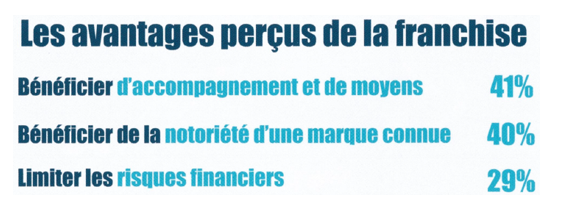 Les avantages perçus de la franchise
Bénéficier d'accompagnement et de moyens 41%
Bénéficier de la notoriété d'une marque connue 40%
Limiter les risques financiers 29%